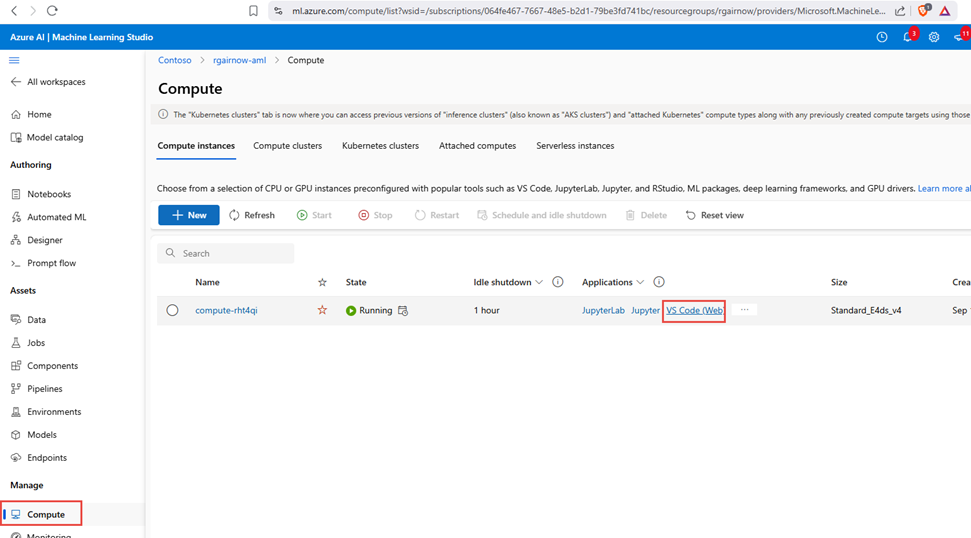 ml.azure.com/compute/list?wsid=/subscriptions/064fe467-7667-48e5-b2d1-79be3fd741bc/resourcegroups/rgairnow/providers/Microsoft.MachineLe...
1
Azure AI | Machine Learning Studio
3
11
Contoso > rgairnow-aml > Compute
All workspaces
Compute
Home
The "Kubernetes clusters" tab is now where you can access previous versions of "inference clusters" (also known as "AKS clusters") and "attached Kubernetes" compute types along with any previously created compute targets using those
Model catalog
Compute instances Compute clusters Kubernetes clusters Attached computes Serverless instances
Authoring
Choose from a selection of CPU or GPU instances preconfigured with popular tools such as VS Code, JupyterLab, Jupyter, and RStudio. ML packages, deep learning frameworks, and GPU drivers. Learn more a
Notebooks
New Refresh Start Stop Restart Schedule and idle shutdown Delete Reset view
Automated ML
Designer
Search
Prompt flow
Name State Idle shutdown Applications Size Crea
Assets
compute-rht4qi Running 1 hour JupyterLab Jupyter VS Code (Web) ... Standard_E4ds_v4 Sep
Data
Jobs
Components
Pipelines
Environments
Models
Endpoints
Manage
Compute
Monitoring